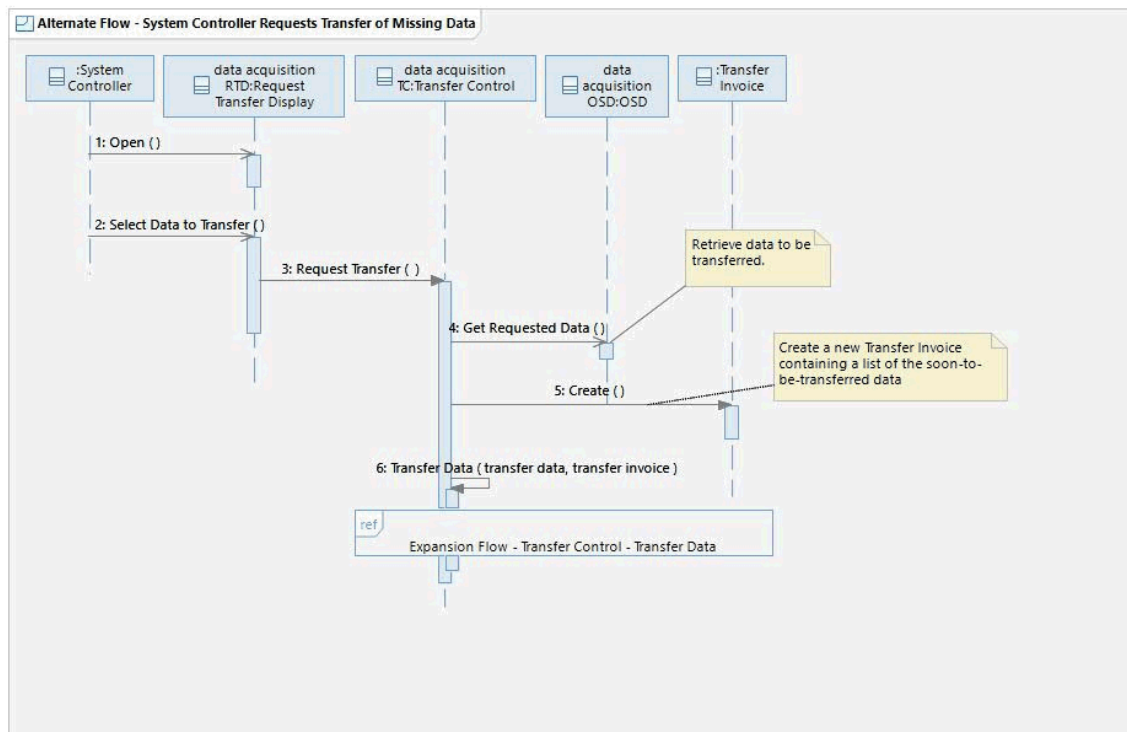 Alternate Flow - System Controller Requests Transfer of Missing Data
:System
Controller
data acquisition
RTD:Request
Transfer Display
data acquisition
TC:Transfer Control
data
acquisition
OSD:OSD
:Transfer
Invoice
1: Open ( )
2: Select Data to Transfer ( )
3: Request Transfer ( )
Retrieve data to be
transferred.
4: Get Requested Data ( )
Create a new Transfer Invoice
containing a list of the soon-to-
be-transferred data
5: Create ( )
6: Transfer Data ( transfer data, transfer invoice )
ref
Expansion Flow - Transfer Control - Transfer Data